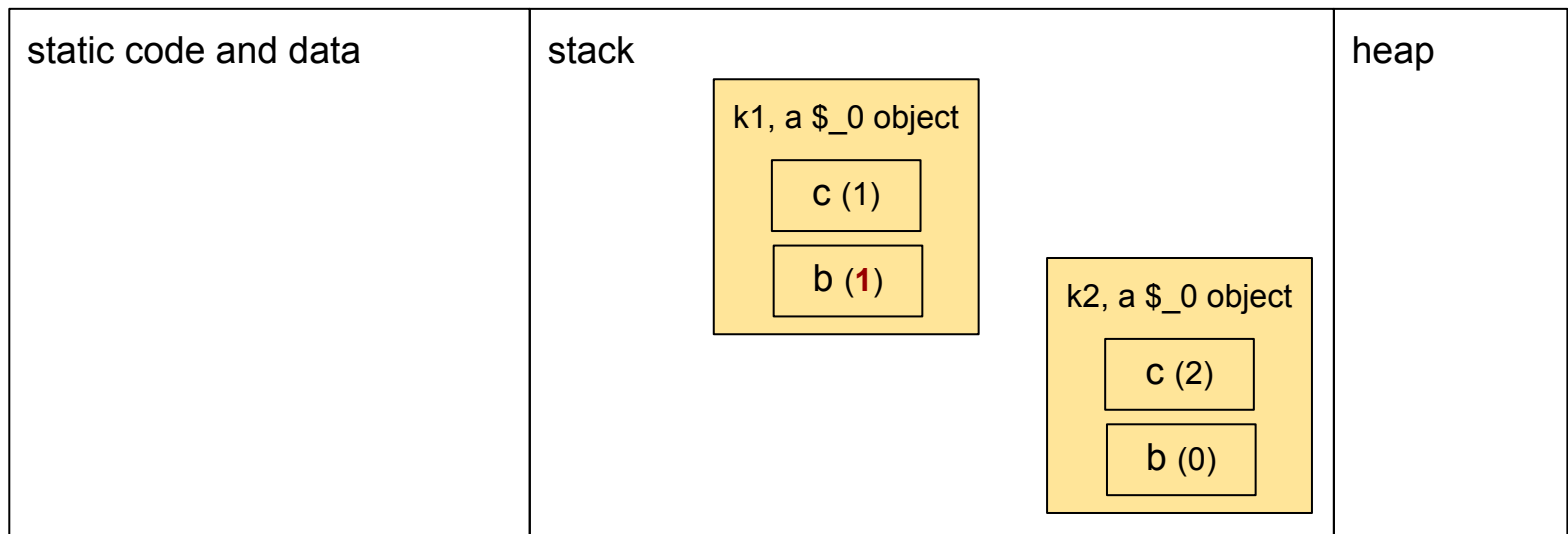 static code and data
stack
heap
k1, a $_0 object
c (1)
b (1)
k2, a $_0 object
c (2)
b (0)